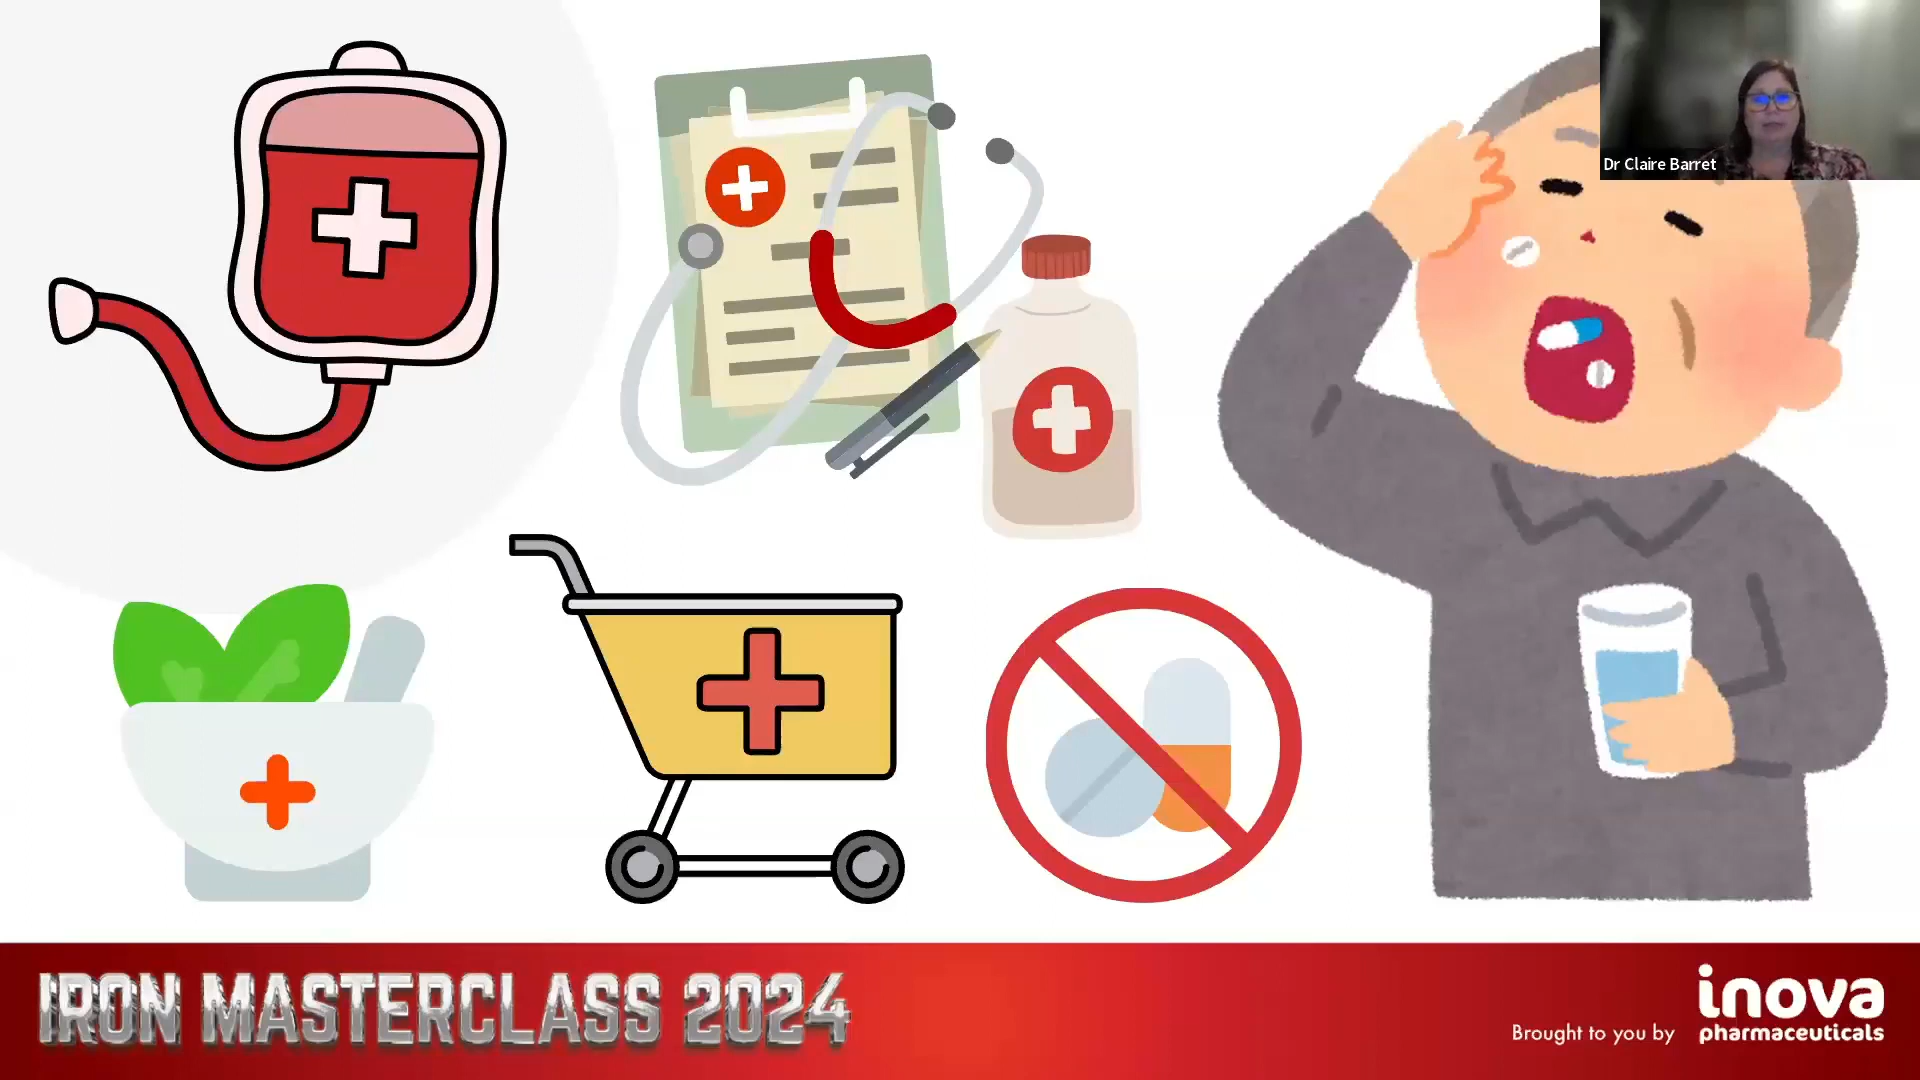 Dr Claire Barret
IRON MASTERCLASS 2024
Brought to you by
inova
pharmaceuticals